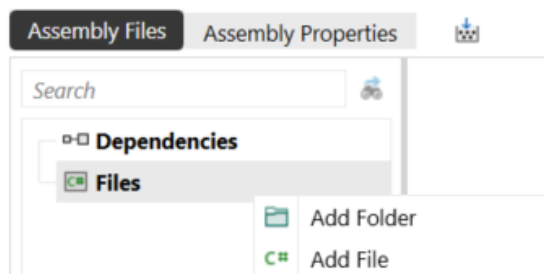 Assembly Files Assembly Properties
Search
Dependencies
C# Files
Add Folder
C# Add File